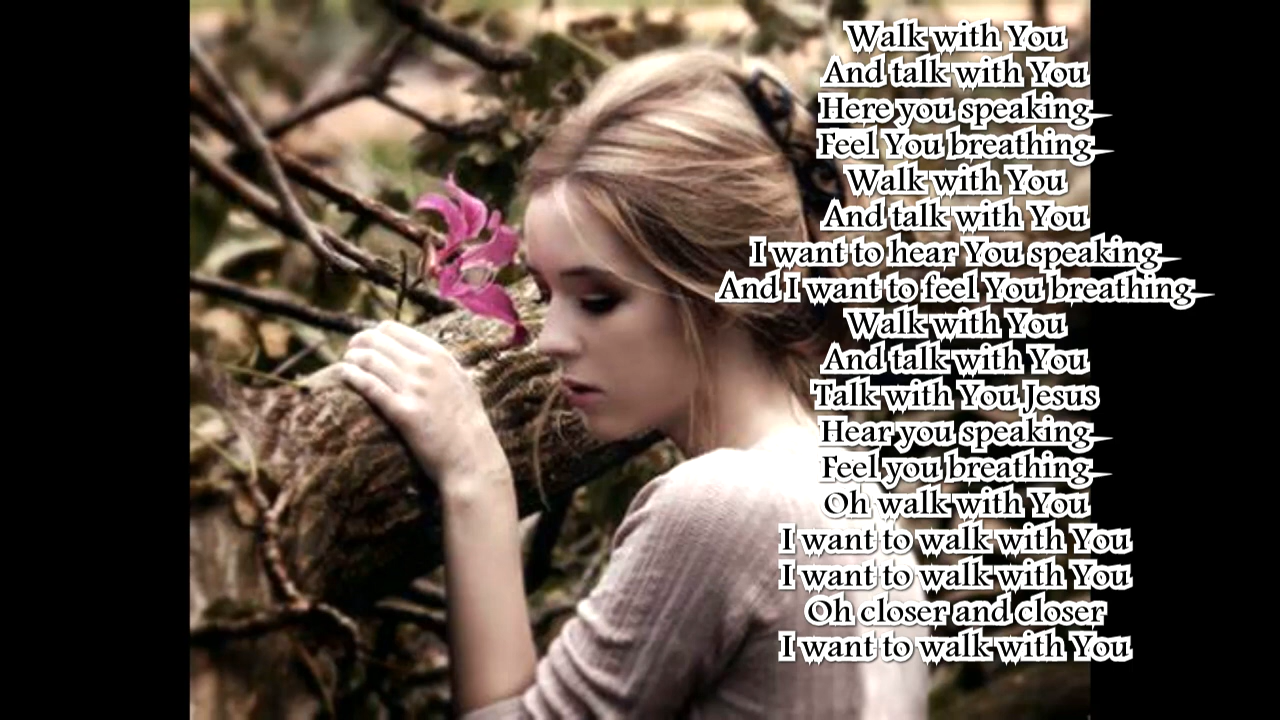 Walk with You
And talk with You
Here you speaking
Feel You breathing
Walk with You
And talk with You
I want to hear You speaking
And I want to feel You breathing
Walk with You
And talk with You
Talk with You Jesus
Hear you speaking
Feel you breathing
Oh walk with You
I want to walk with You
I want to walk with You
Oh closer and closer
I want to walk with You